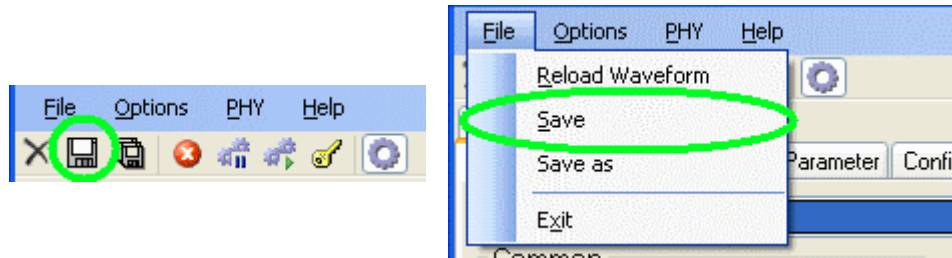 File Options PHY Help
File Options PHY Help
Reload Waveform
Save
Save as
Parameter Confi
Exit
Common